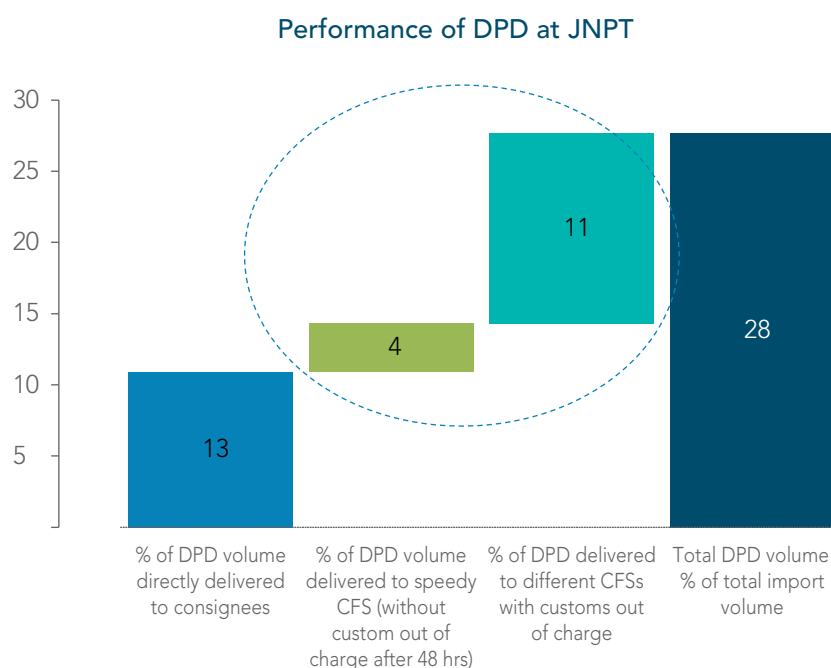 Performance of DPD at JNPT
30
25
20
15
10
5
13
4
11
28
% of DPD volume
directly delivered
to consignees
% of DPD volume
delivered to speedy
CFS (without
custom out of
charge after 48 hrs)
% of DPD delivered
to different CFSs
with customs out
of charge
Total DPD volume
% of total import
volume